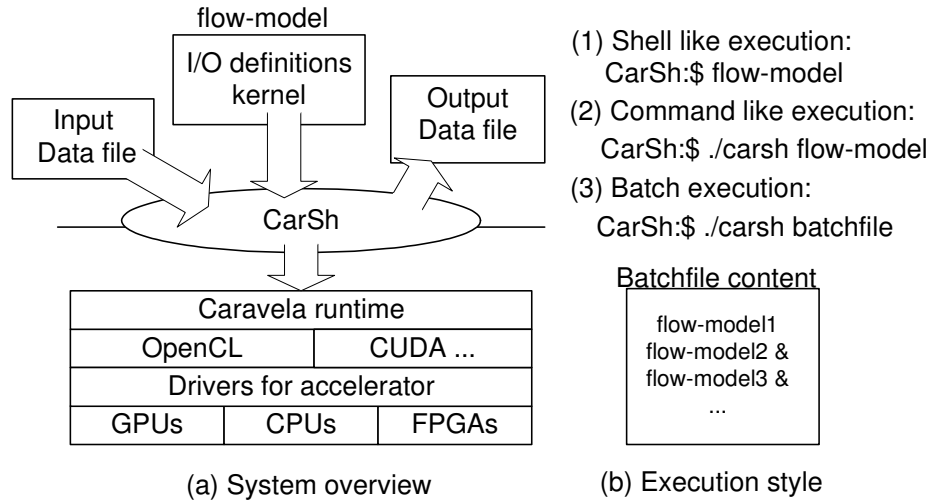 flow-model
I/O definitions
kernel
Input
Data file
Output
Data file
CarSh
Caravela runtime
OpenCL
CUDA ...
Drivers for accelerator
GPUs
CPUs
FPGAs
(a) System overview
(1) Shell like execution:
CarSh:$ flow-model
(2) Command like execution:
CarSh:$ ./carsh flow-model
(3) Batch execution:
CarSh:$ ./carsh batchfile
Batchfile content
flow-model1
flow-model2 &
flow-model3 &
...
(b) Execution style